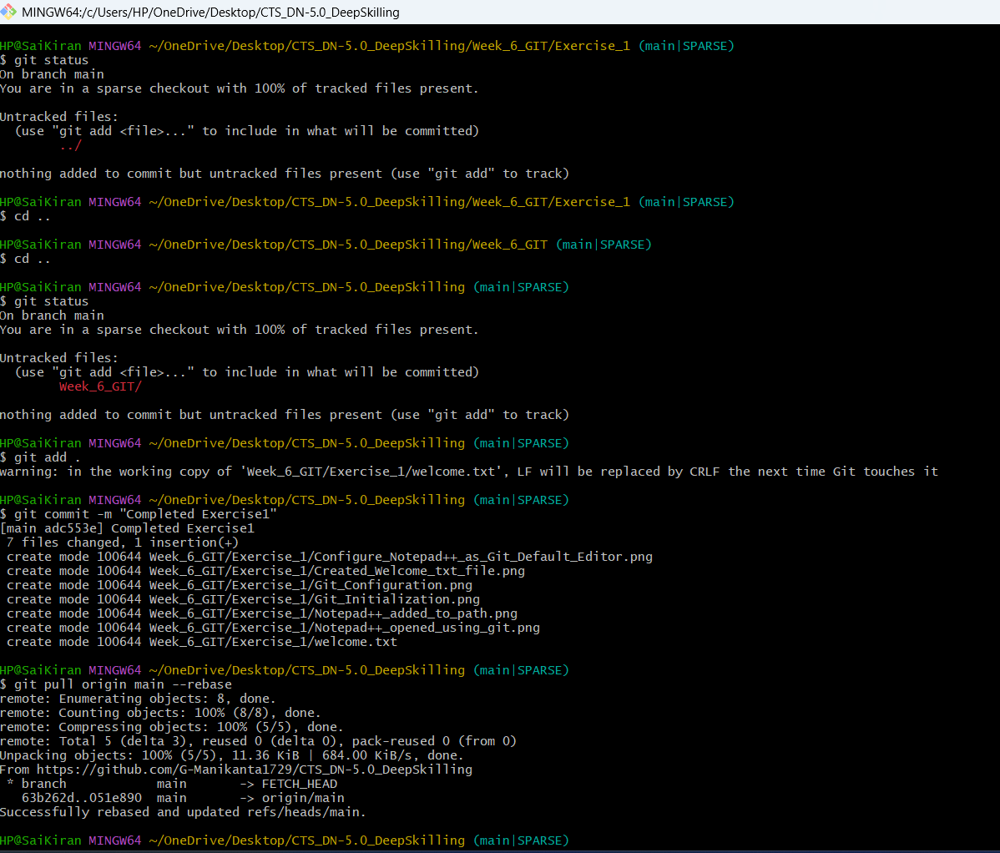 MINGW64:/c/Users/HP/OneDrive/Desktop/CTS_DN-5.0_DeepSkilling
HP@SaiKiran MINGW64 ~/OneDrive/Desktop/CTS_DN-5.0_DeepSkilling/Week_6_GIT/Exercise_1 (main|SPARSE)
$ git status
On branch main
You are in a sparse checkout with 100% of tracked files present.
Untracked files:
(use "git add <file>..." to include in what will be committed)
../
nothing added to commit but untracked files present (use "git add" to track)
HP@SaiKiran MINGW64 ~/OneDrive/Desktop/CTS_DN-5.0_DeepSkilling/Week_6_GIT/Exercise_1 (main|SPARSE)
$ cd ..
HP@SaiKiran MINGW64 ~/OneDrive/Desktop/CTS_DN-5.0_DeepSkilling/Week_6_GIT (main|SPARSE)
$ cd ..
HP@SaiKiran MINGW64 ~/OneDrive/Desktop/CTS_DN-5.0_DeepSkilling (main|SPARSE)
$ git status
On branch main
You are in a sparse checkout with 100% of tracked files present.
Untracked files:
(use "git add <file>..." to include in what will be committed)
Week_6_GIT/
nothing added to commit but untracked files present (use "git add" to track)
HP@SaiKiran MINGW64 ~/OneDrive/Desktop/CTS_DN-5.0_DeepSkilling (main|SPARSE)
$ git add .
warning: in the working copy of 'Week_6_GIT/Exercise_1/welcome.txt', LF will be replaced by CRLF the next time Git touches it
HP@SaiKiran MINGW64 ~/OneDrive/Desktop/CTS_DN-5.0_DeepSkilling (main|SPARSE)
$ git commit -m "Completed Exercise1"
[main adc553e] Completed Exercise1
7 files changed, 1 insertion(+)
create mode 100644 Week_6_GIT/Exercise_1/Configure_Notepad++_as_Git_Default_Editor.png
create mode 100644 Week_6_GIT/Exercise_1/Created_Welcome_txt_file.png
create mode 100644 Week_6_GIT/Exercise_1/Git_Configuration.png
create mode 100644 Week_6_GIT/Exercise_1/Git_Initialization.png
create mode 100644 Week_6_GIT/Exercise_1/Notepad++_added_to_path.png
create mode 100644 Week_6_GIT/Exercise_1/Notepad++_opened_using_git.png
create mode 100644 Week_6_GIT/Exercise_1/welcome.txt
HP@SaiKiran MINGW64 ~/OneDrive/Desktop/CTS_DN-5.0_DeepSkilling (main|SPARSE)
$ git pull origin main --rebase
remote: Enumerating objects: 8, done.
remote: Counting objects: 100% (8/8), done.
remote: Compressing objects: 100% (5/5), done.
remote: Total 5 (delta 3), reused 0 (delta 0), pack-reused 0 (from 0)
Unpacking objects: 100% (5/5), 11.36 KiB | 684.00 KiB/s, done.
From https://github.com/G-Manikanta1729/CTS_DN-5.0_DeepSkilling
* branch main -> FETCH_HEAD
63b262d..051e890 main -> origin/main
Successfully rebased and updated refs/heads/main.
HP@SaiKiran MINGW64 ~/OneDrive/Desktop/CTS_DN-5.0_DeepSkilling (main|SPARSE)